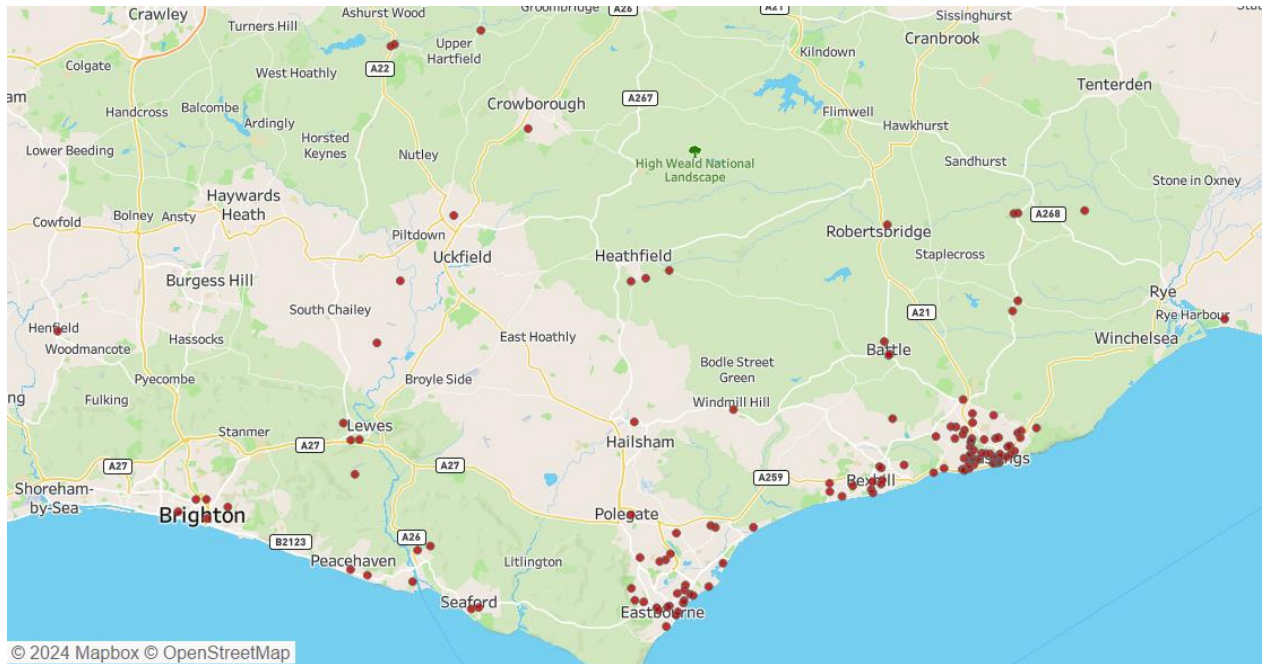 Crawley
Turners Hill
Ashurst Wood
Groombridge
A26
A21
Sissinghurst
Colgate
West Hoathly
Upper
Hartfield
A22
Kilndown
Cranbrook
Tenterden
Handcross
Balcombe
Ardingly
Crowborough
A267
Flimwell
Hawkhurst
Lower Beeding
Horsted
Keynes
Nutley
High Weald National
Landscape
Sandhurst
Stone in Oxney
Cowfold
Bolney
Ansty
Haywards
Heath
Piltdown
Uckfield
Heathfield
Robertsbridge
A268
Staplecross
Burgess Hill
South Chailey
East Hoathly
A21
Rye
Rye Harbour
Henfield
Woodmancote
Hassocks
Battle
Winchelsea
Pyecombe
Broyle Side
Bodle Street
Green
Fulking
Stanmer
Lewes
A27
Windmill Hill
Hailsham
A27
A27
A259
Bexhill
Shoreham-
by-Sea
Brighton
B2123
A26
Polegate
Peacehaven
Litlington
Seaford
Eastbourne
© 2024 Mapbox © OpenStreetMap